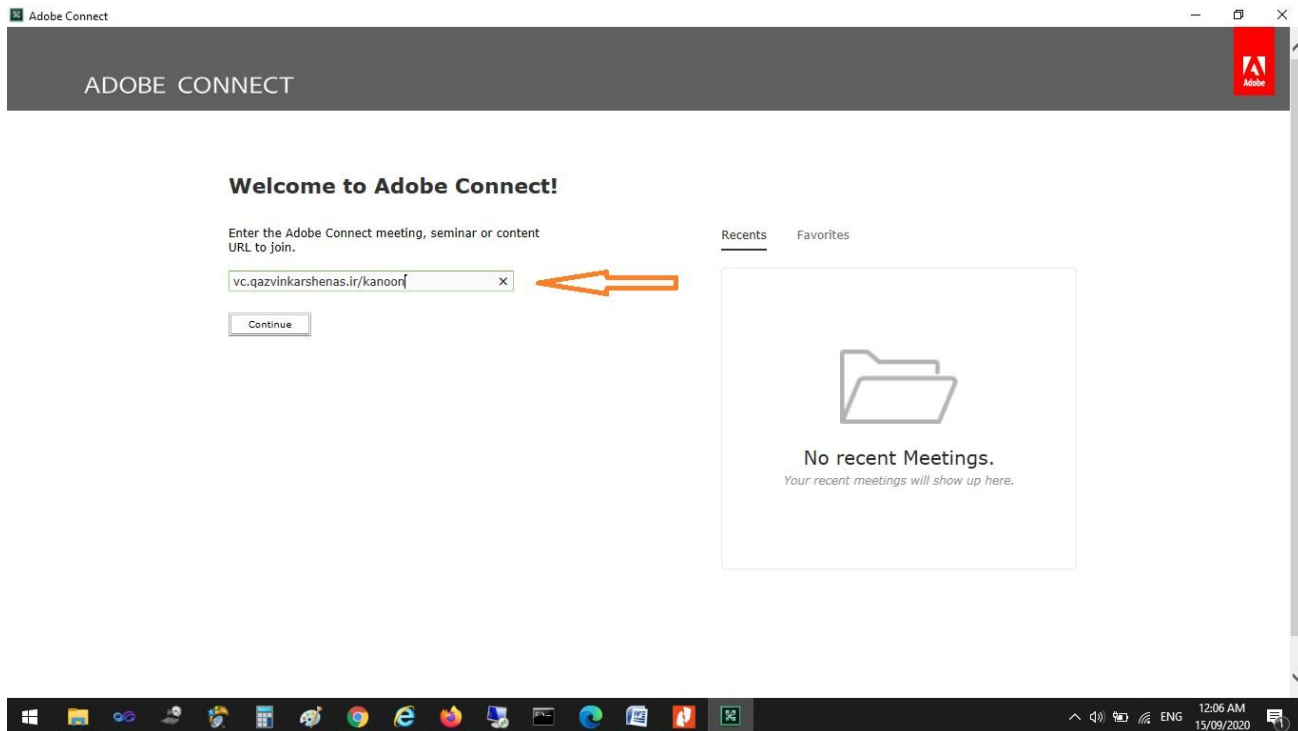 Adobe Connect
ADOBE CONNECT
Adobe
Welcome to Adobe Connect!
Enter the Adobe Connect meeting, seminar or content
URL to join.
vc.qazvinkarshenas.ir/kanoon
Continue
Recents
Favorites
No recent Meetings.
Your recent meetings will show up here.
ENG
12:06 AM
15/09/2020
1